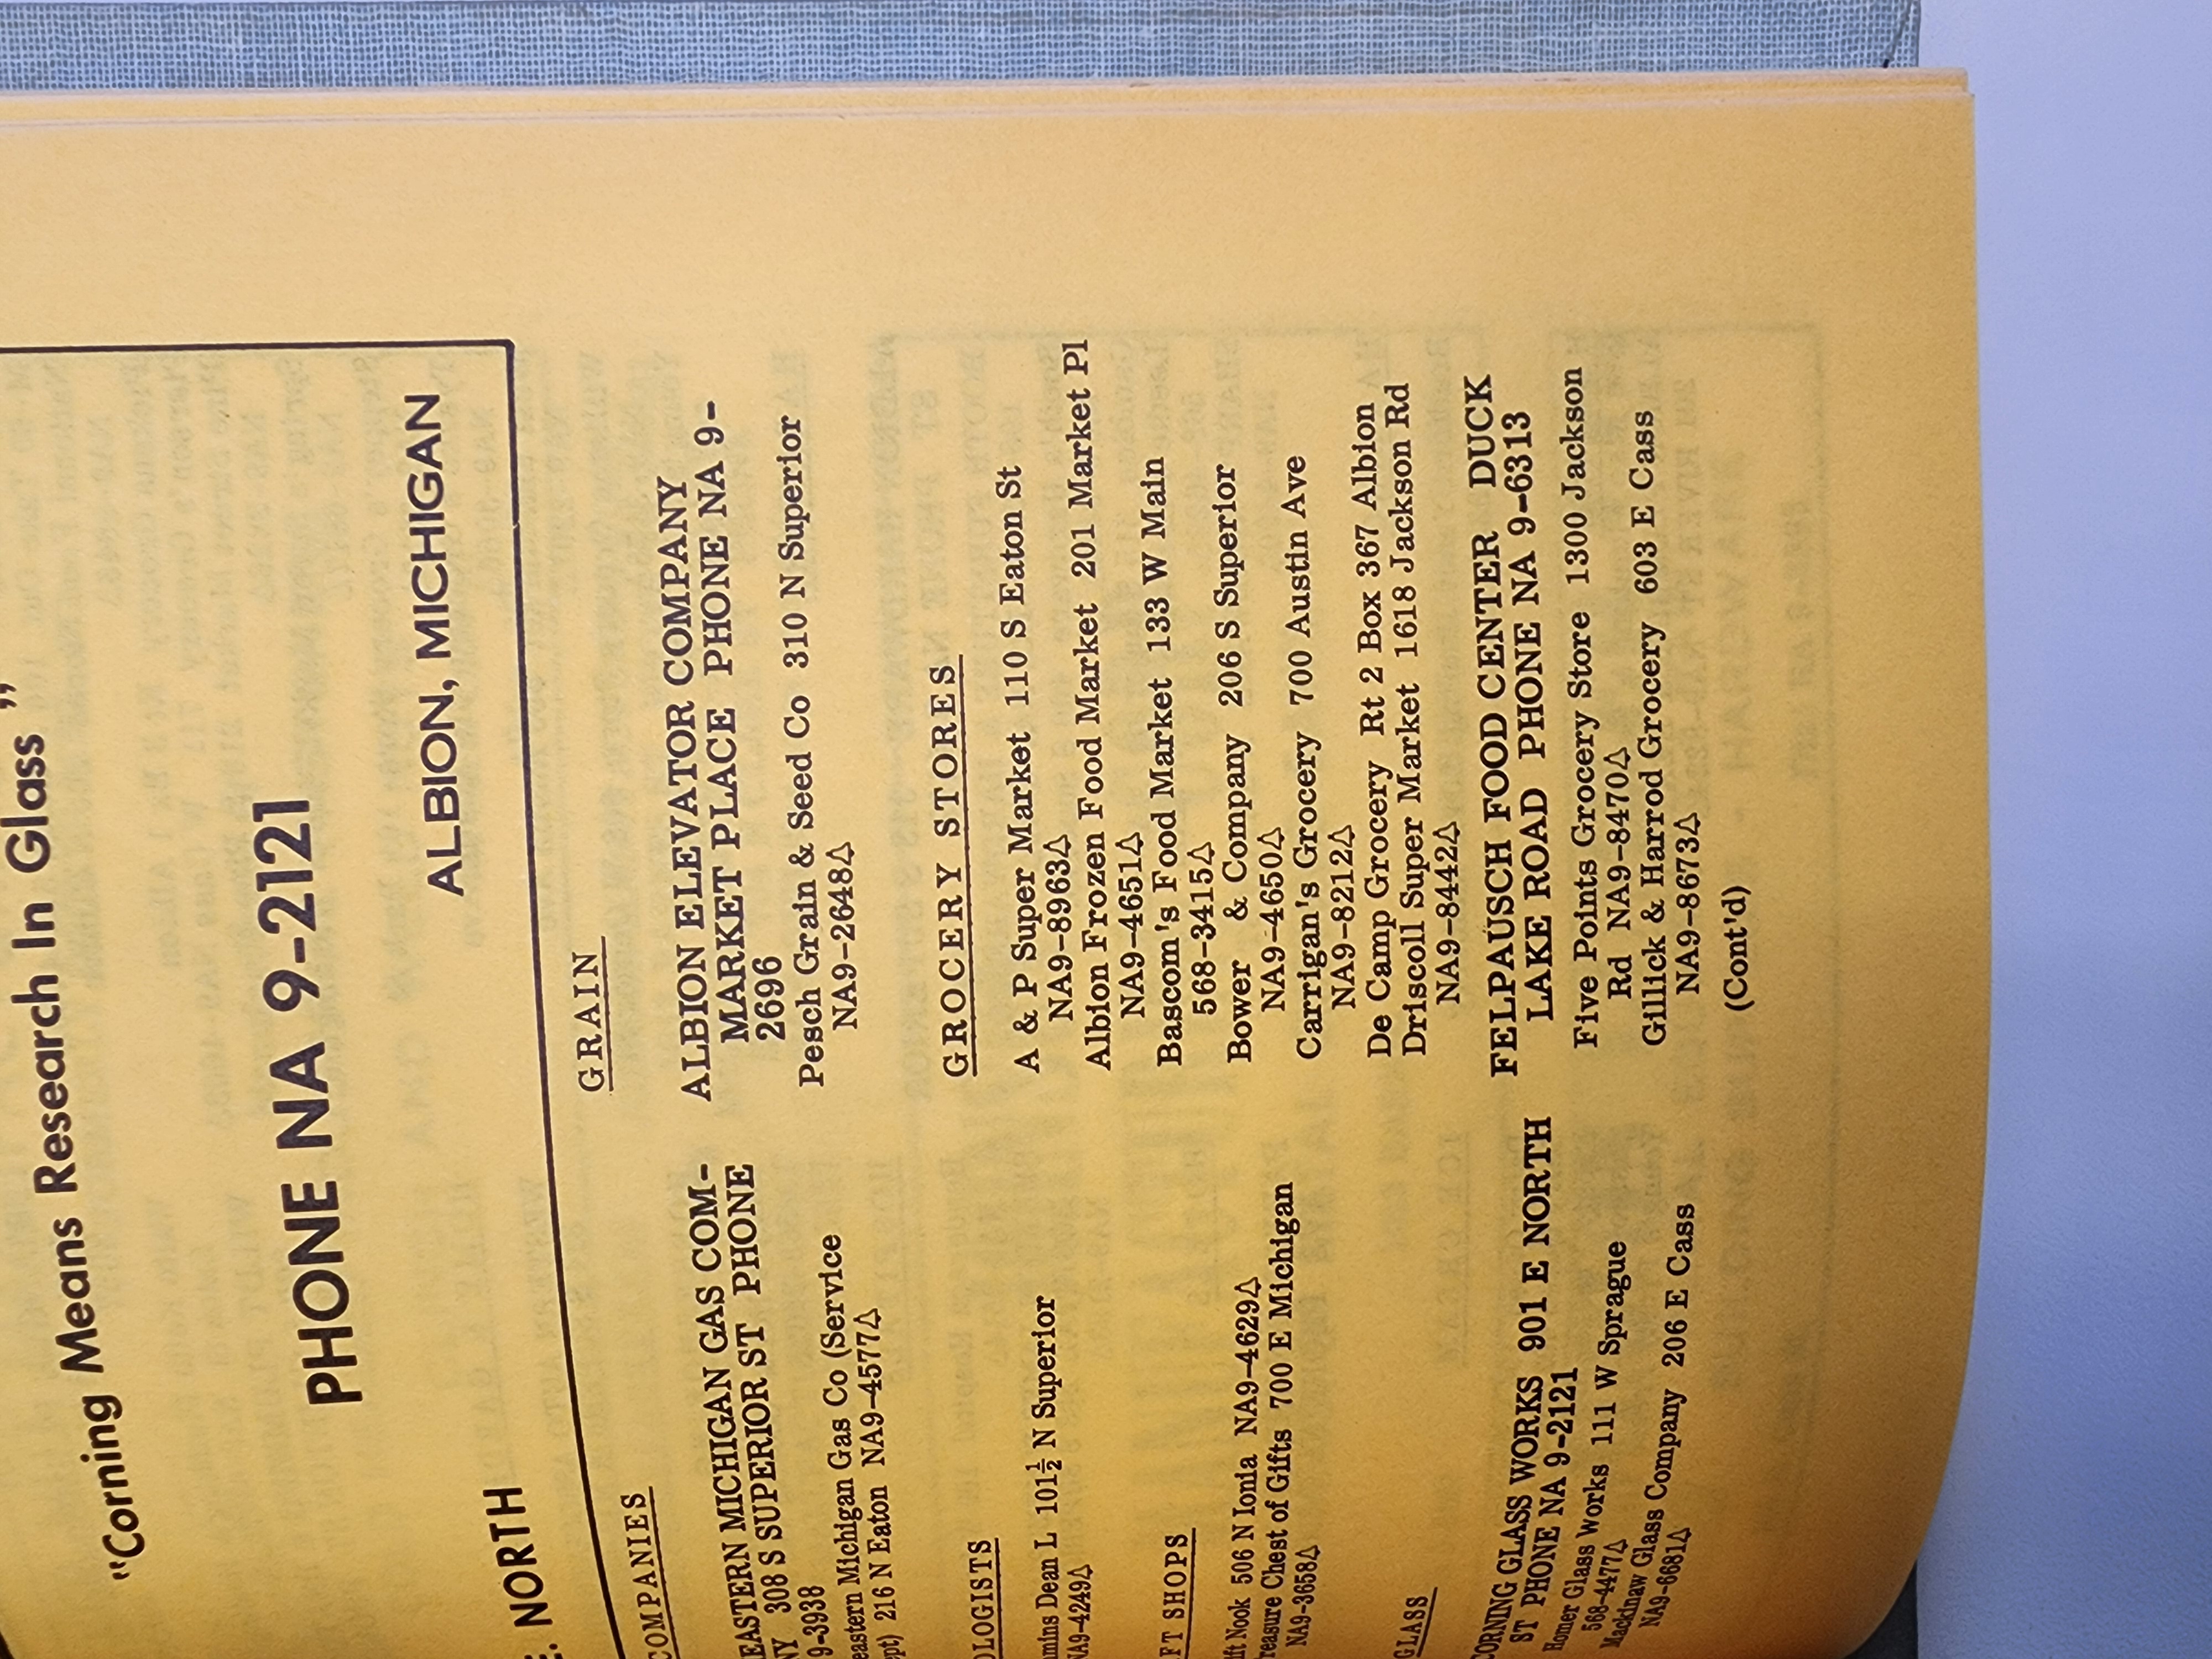 "Corning Means Research In Glass"
PHONE NA 9-2121
NORTH
ALBION, MICHIGAN
COMPANIES
EASTERN MICHIGAN GAS COM-
308 S SUPERIOR ST PHONE
9-3938
eastern Michigan Gas Co (Service
216 N Eaton NA9-4577△
Dean L 101½ N Superior
NA9-4249△
SHOPS
Nook 506 N Ionia NA9-4629△
Chest of Gifts 700 E Michigan
NA9-3658△
GLASS
CORNING GLASS WORKS 901 E NORTH
ST PHONE NA 9-2121
Homer Glass Works 111 W Sprague
568-4477△
Mackinaw Glass Company 206 E Cass
NA9-6681△
GRAIN
ALBION ELEVATOR COMPANY
MARKET PLACE PHONE NA 9-
2696
Pesch Grain & Seed Co 310 N Superior
NA9-2648△
GROCERY STORES
A & P Super Market 110 S Eaton St
NA9-8963△
Albion Frozen Food Market 201 Market Pl
NA9-4651△
Bascom's Food Market 133 W Main
568-3415△
Bower & Company 206 S Superior
NA9-4650△
Carrigan's Grocery 700 Austin Ave
NA9-8212△
De Camp Grocery Rt 2 Box 367 Albion
Driscoll Super Market 1618 Jackson Rd
NA9-8442△
FELPAUSCH FOOD CENTER DUCK
LAKE ROAD PHONE NA 9-6313
Five Points Grocery Store 1300 Jackson
Rd NA9-8470△
Gillick & Harrod Grocery 603 E Cass
NA9-8673△
(Cont'd)